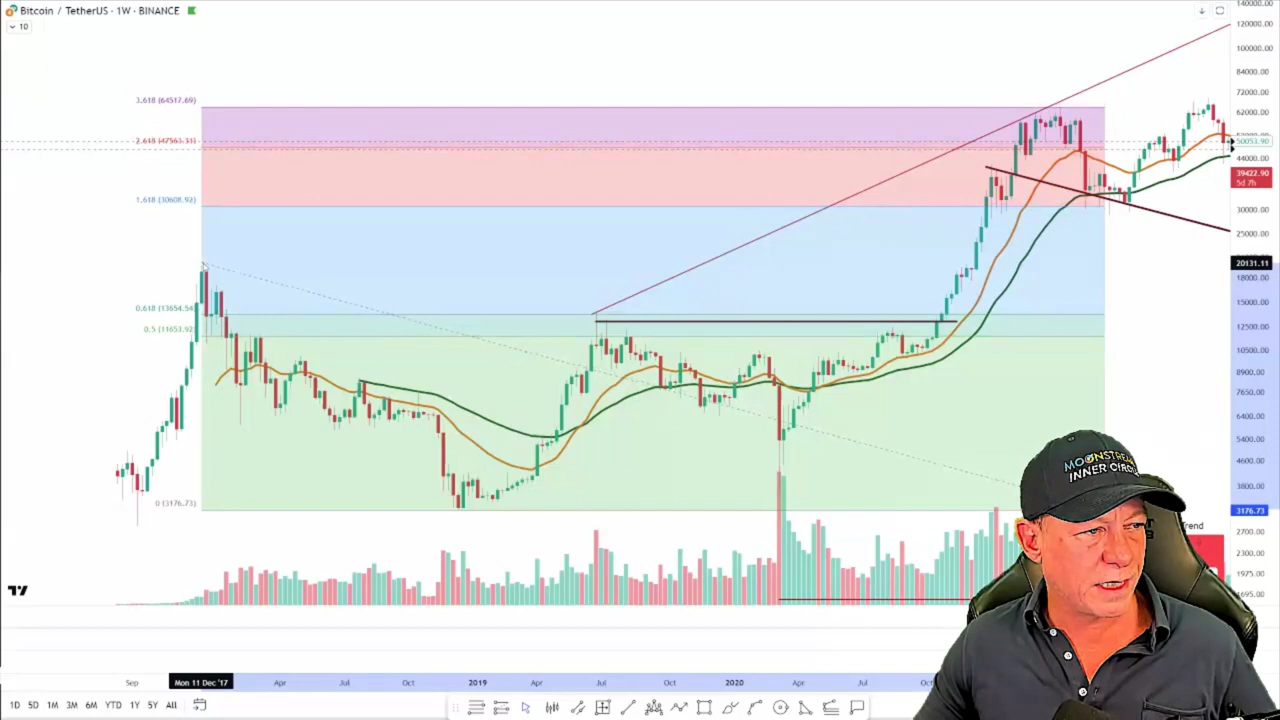 Bitcoin / TetherUS · 1W · BINANCE
10
140000.00
120000.00
100000.00
84000.00
72000.00
62000.00
50053.90
44000.00
39422.90
5d 7h
30000.00
25000.00
20131.11
18000.00
15000.00
12500.00
10500.00
8900.00
7650.00
6400.00
5400.00
4600.00
3800.00
3176.73
2700.00
2300.00
1975.00
1695.00
3.618 (64517.69)
2.618 (47563.31)
1.618 (30608.92)
0.618 (13654.54)
0.5 (11653.92)
0 (3176.73)
MOONSTREAM
INNER CIRCLE
Trend
Sep
Mon 11 Dec '17
Apr
Jul
Oct
2019
Apr
Jul
Oct
2020
Apr
Jul
Oct
1D 5D 1M 3M 6M YTD 1Y 5Y All